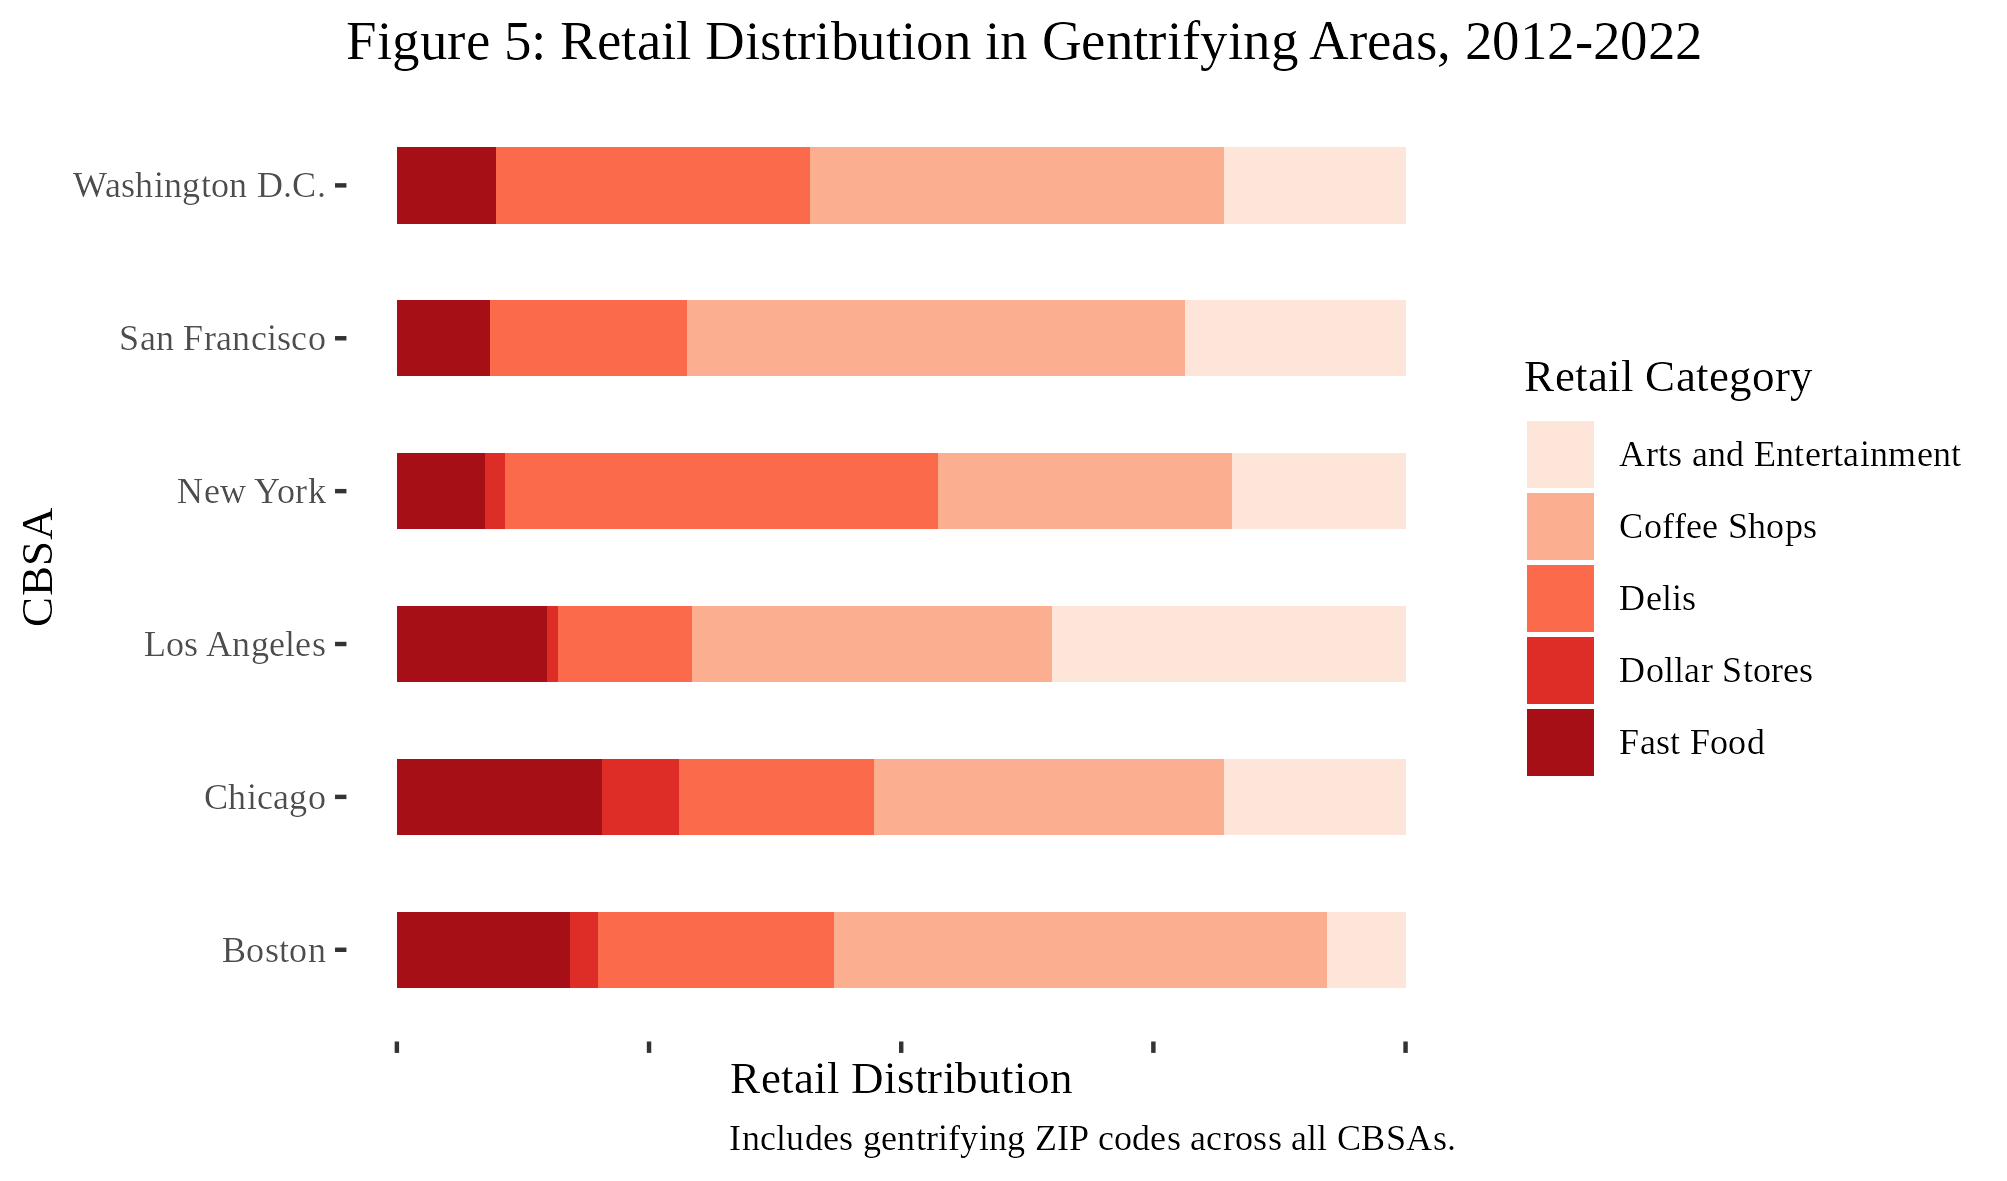 Figure 5: Retail Distribution in Gentrifying Areas, 2012-2022
Washington D.C.
San Francisco
New York
Los Angeles
Chicago
Boston
CBSA
Retail Category
Arts and Entertainment
Coffee Shops
Delis
Dollar Stores
Fast Food
Retail Distribution
Includes gentrifying ZIP codes across all CBSAs.